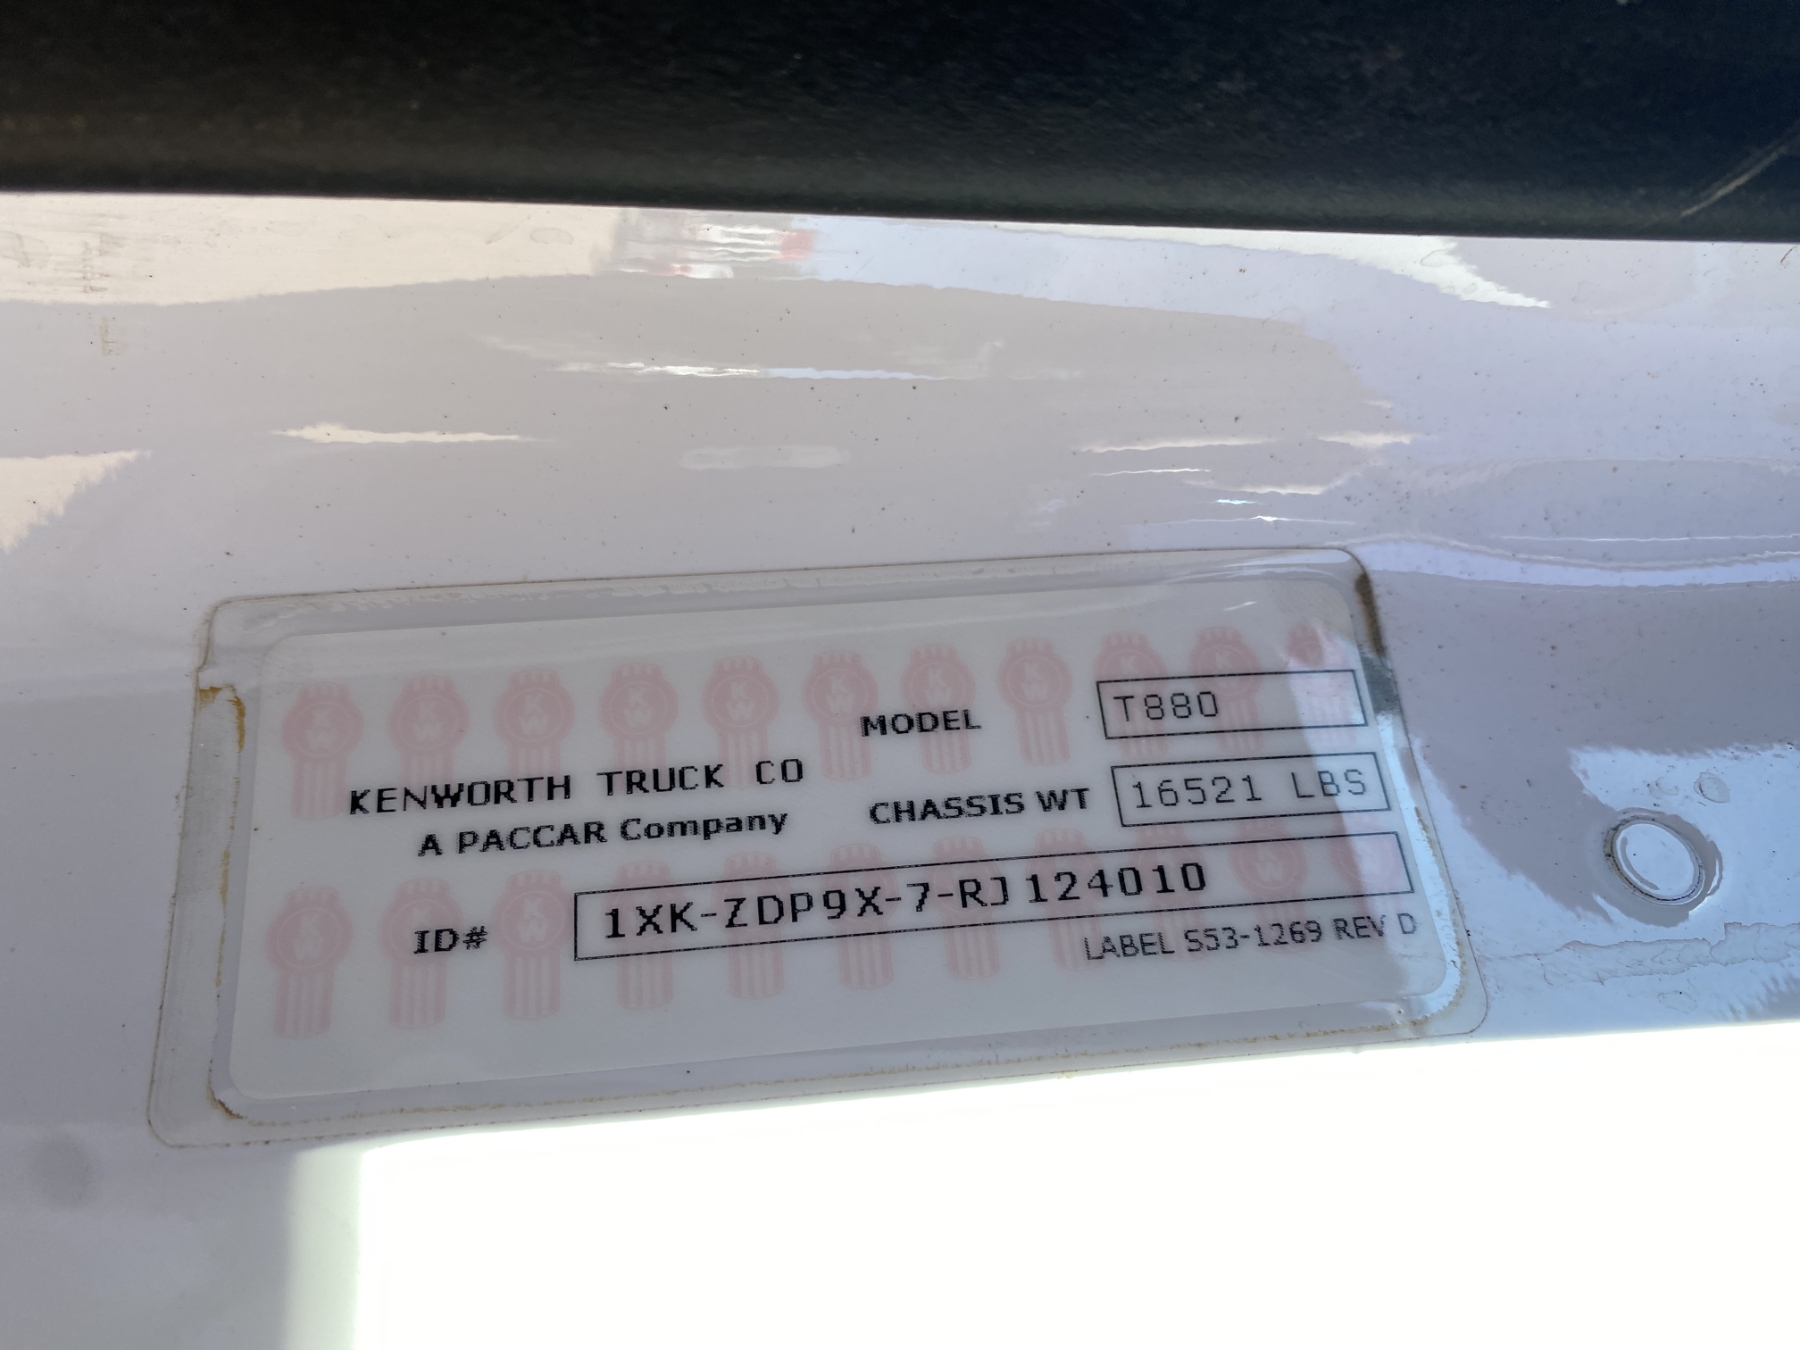 MODEL T880
KENWORTH TRUCK CO
A PACCAR Company
CHASSIS WT 16521 LBS
ID# 1XK-ZDP9X-7-RJ124010
LABEL S53-1269 REV D